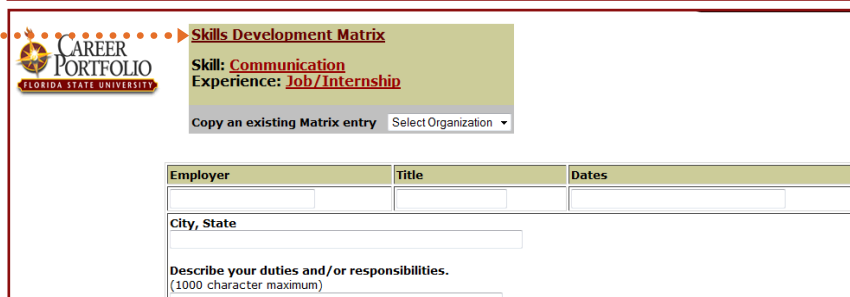 CAREER
PORTFOLIO
FLORIDA STATE UNIVERSITY
Skills Development Matrix
Skill: Communication
Experience: Job/Internship
Copy an existing Matrix entry Select Organization
Employer Title Dates
City, State
Describe your duties and/or responsibilities.
(1000 character maximum)